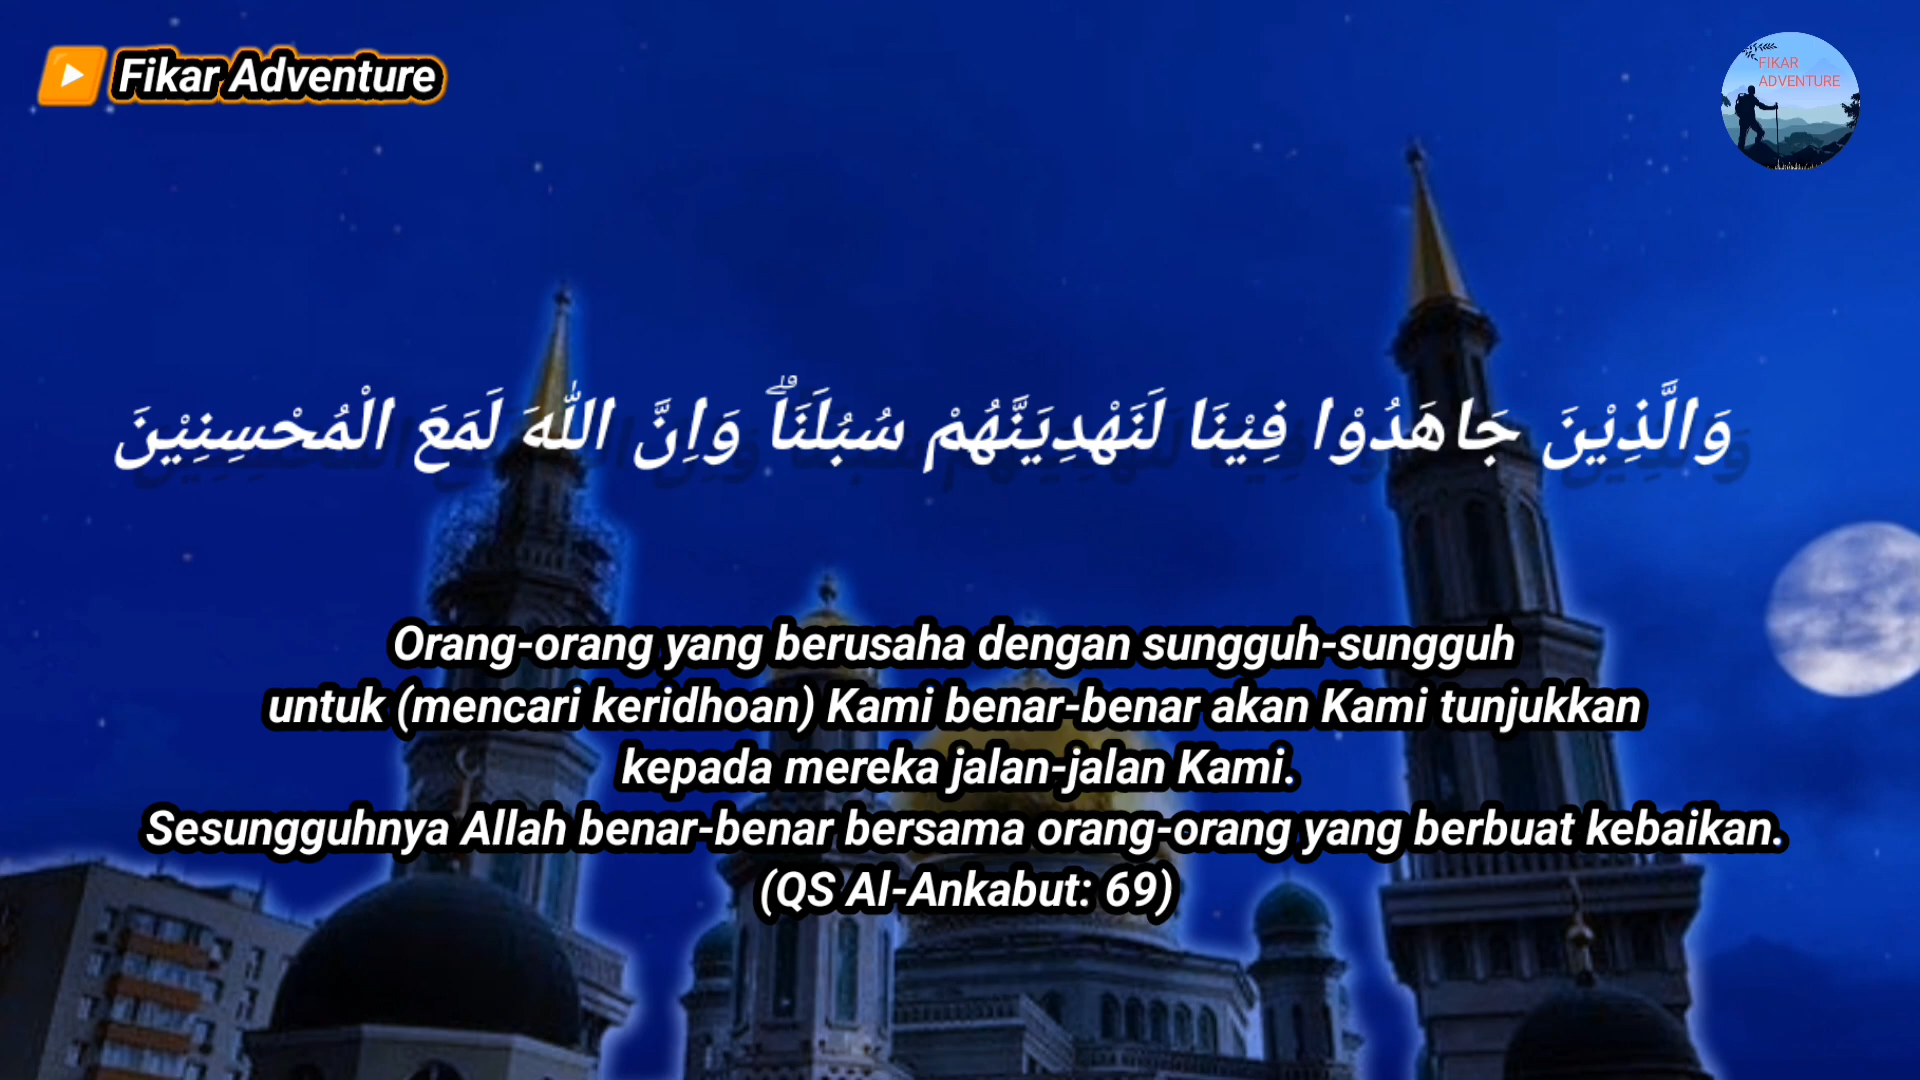 Fikar Adventure
FIKAR
ADVENTURE
وَالَّذِيْنَ جَاهَدُوْا فِيْنَا لَنَهْدِيَنَّهُمْ سُبُلَنَاۗ وَاِنَّ اللّٰهَ لَمَعَ الْمُحْسِنِيْنَ
Orang-orang yang berusaha dengan sungguh-sungguh
untuk (mencari keridhoan) Kami benar-benar akan Kami tunjukkan
kepada mereka jalan-jalan Kami.
Sesungguhnya Allah benar-benar bersama orang-orang yang berbuat kebaikan.
(QS Al-Ankabut: 69)